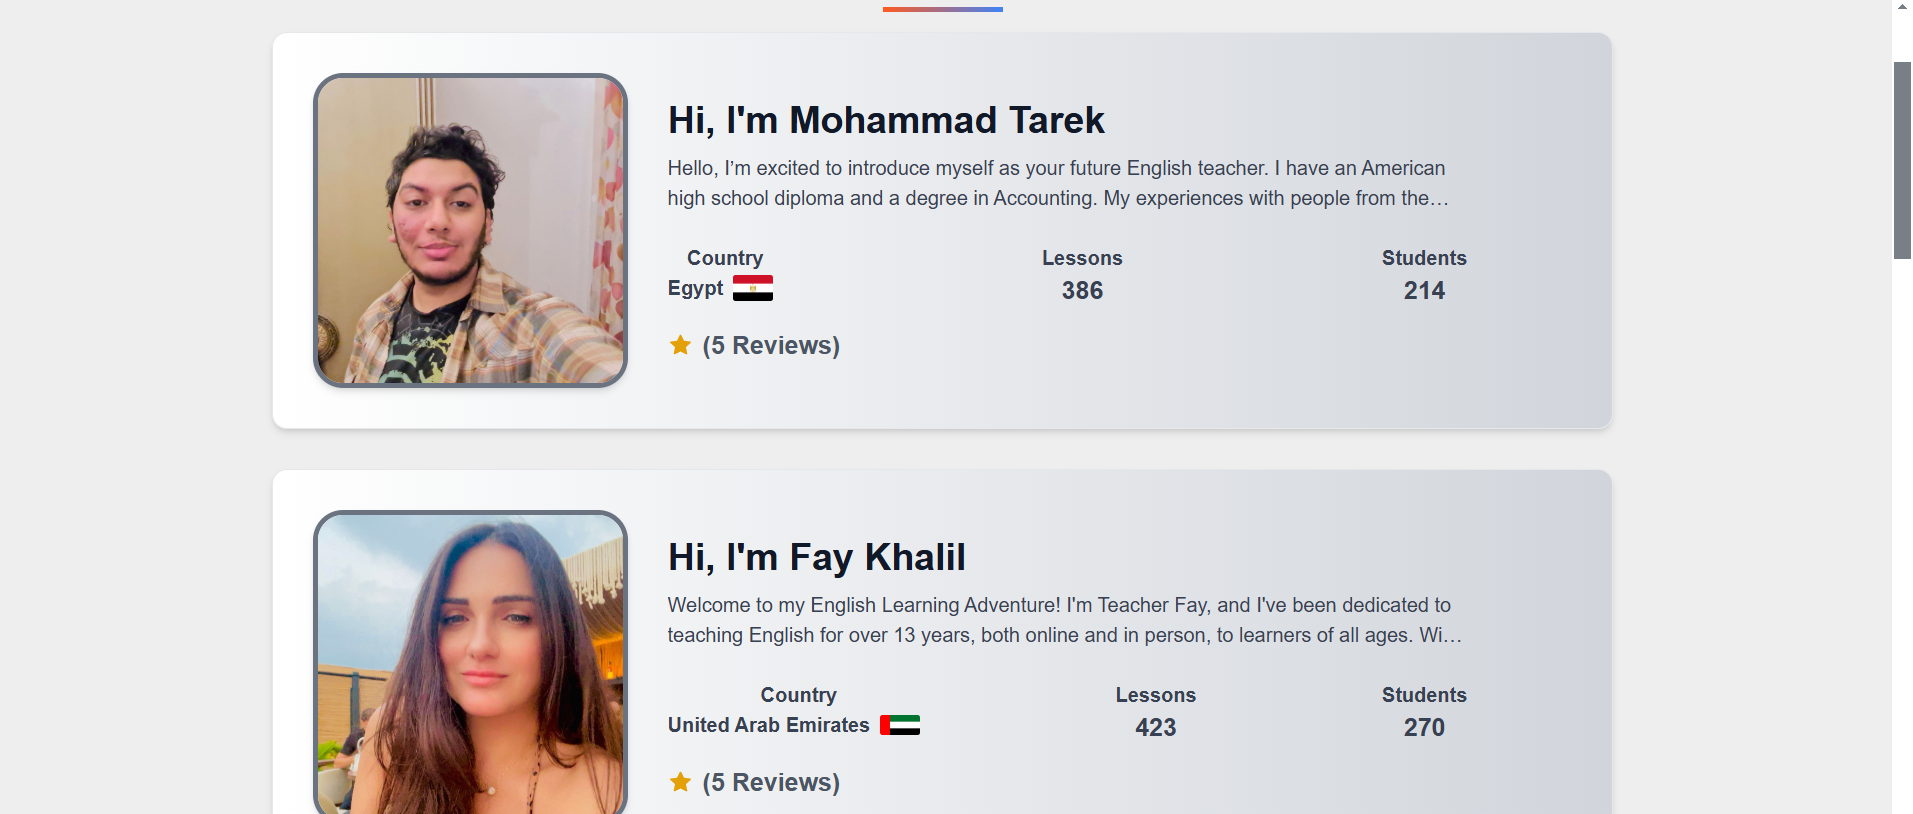 Hi, I'm Mohammad Tarek
Hello, I’m excited to introduce myself as your future English teacher. I have an American
high school diploma and a degree in Accounting. My experiences with people from the…
Country
Lessons
Students
Egypt
386
214
(5 Reviews)
Hi, I'm Fay Khalil
Welcome to my English Learning Adventure! I'm Teacher Fay, and I've been dedicated to
teaching English for over 13 years, both online and in person, to learners of all ages. Wi…
Country
Lessons
Students
United Arab Emirates
423
270
(5 Reviews)